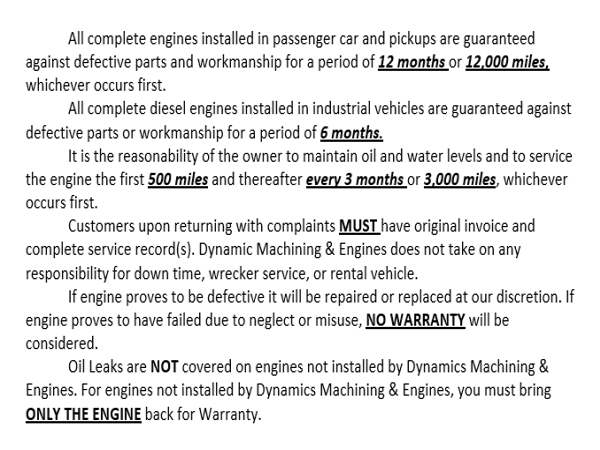 All complete engines installed in passenger car and pickups are guaranteed
against defective parts and workmanship for a period of 12 months or 12,000 miles,
whichever occurs first.
All complete diesel engines installed in industrial vehicles are guaranteed against
defective parts or workmanship for a period of 6 months.
It is the reasonability of the owner to maintain oil and water levels and to service
the engine the first 500 miles and thereafter every 3 months or 3,000 miles, whichever
occurs first.
Customers upon returning with complaints MUST have original invoice and
complete service record(s). Dynamic Machining & Engines does not take on any
responsibility for down time, wrecker service, or rental vehicle.
If engine proves to be defective it will be repaired or replaced at our discretion. If
engine proves to have failed due to neglect or misuse, NO WARRANTY will be
considered.
Oil Leaks are NOT covered on engines not installed by Dynamics Machining &
Engines. For engines not installed by Dynamics Machining & Engines, you must bring
ONLY THE ENGINE back for Warranty.